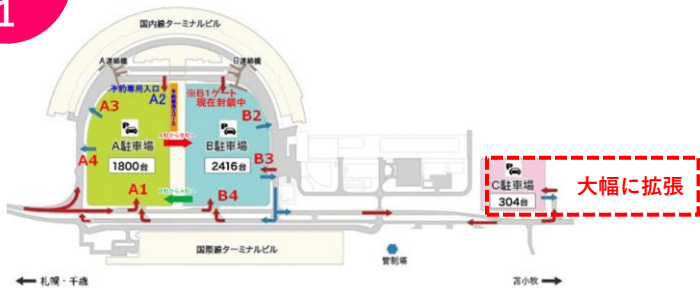 1
国内線ターミナルビル
A連絡橋
B連絡橋
予約専用入口
A2
※B1ゲート
現在封鎖中
A3
B2
A駐車場
1800台
B駐車場
2416台
A4
B3
A1
B4
C駐車場
304台
大幅に拡張
国際線ターミナルビル
管制塔
札幌・千歳
苫小牧